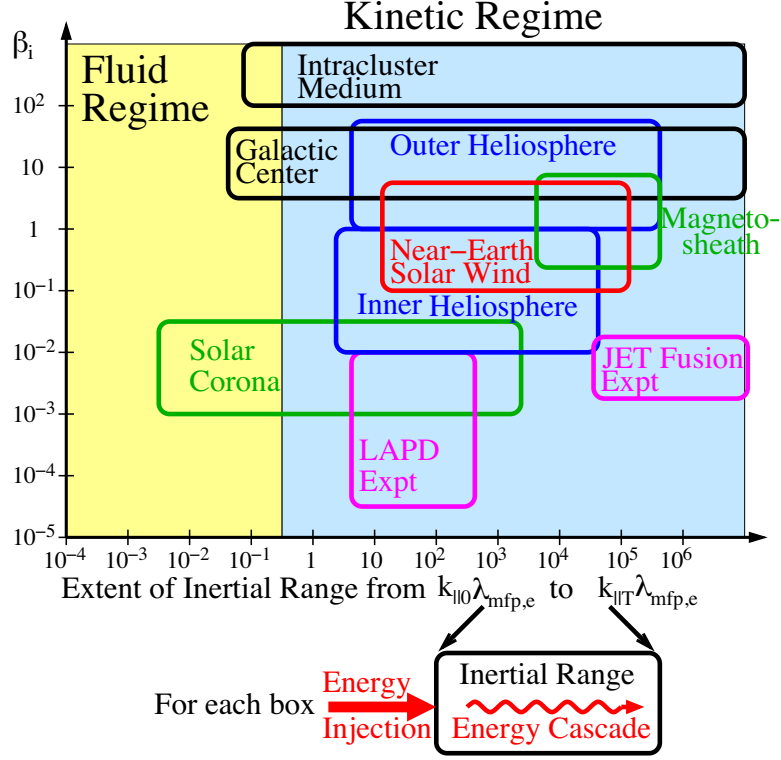 Kinetic Regime
βᵢ
Fluid
Regime
Intracluster
Medium
10²
Outer Heliosphere
Galactic
Center
10
Magneto-
sheath
1
Near-Earth
Solar Wind
10⁻¹
Inner Heliosphere
Solar
Corona
10⁻²
JET Fusion
Expt
10⁻³
LAPD
Expt
10⁻⁴
10⁻⁵
10⁻⁴ 10⁻³ 10⁻² 10⁻¹ 1 10 10² 10³ 10⁴ 10⁵ 10⁶
Extent of Inertial Range from k||0 λmfp,e to k||T λmfp,e
Inertial Range
For each box
Energy
Injection
Energy Cascade